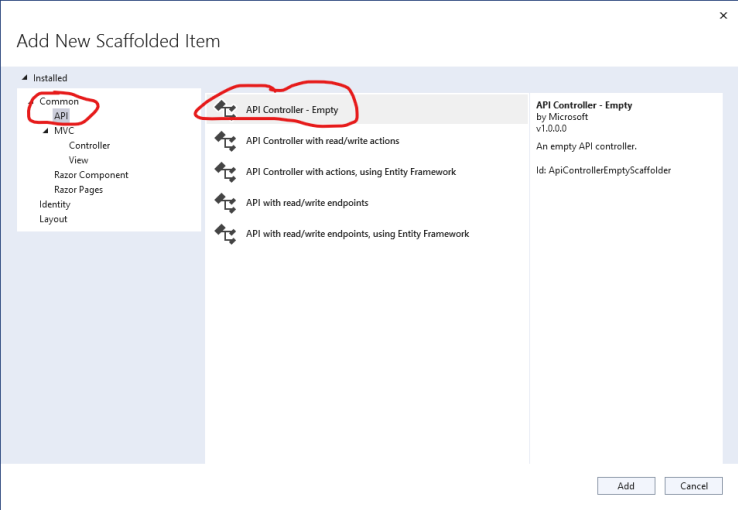 Add New Scaffolded Item
Installed
Common
API
MVC
Controller
View
Razor Component
Razor Pages
Identity
Layout
API Controller - Empty
API Controller with read/write actions
API Controller with actions, using Entity Framework
API with read/write endpoints
API with read/write endpoints, using Entity Framework
API Controller - Empty
by Microsoft
v1.0.0.0
An empty API controller.
Id: ApiControllerEmptyScaffolder
Add
Cancel